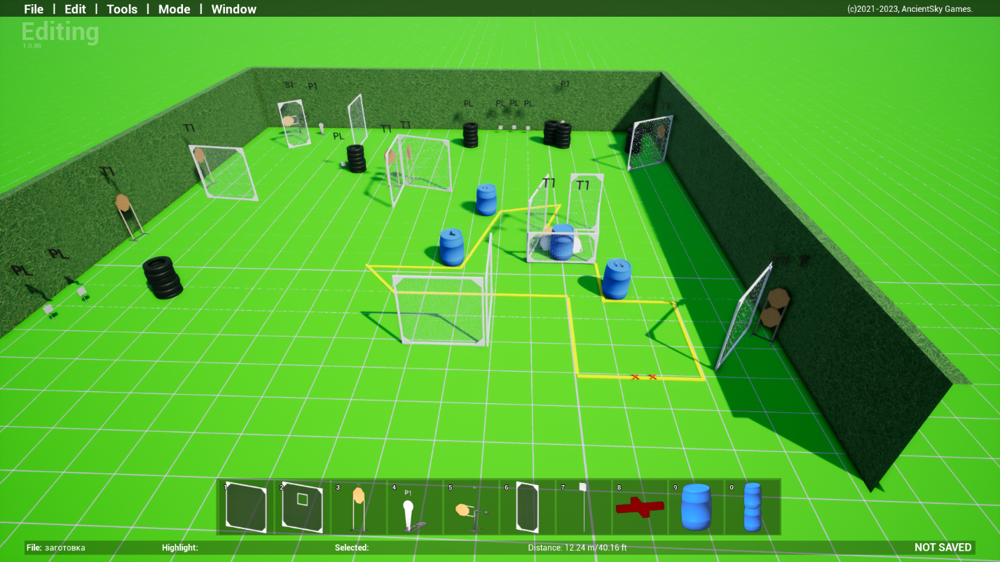 File | Edit | Tools | Mode | Window
(c)2021-2023, AncientSky Games.
Editing
1.0.86
S1
P1
P1
PL
PL
PL
PL
T1
PL
T1
T1
T1
T1
T1
PL
PL
1
2
3
4
P1
5
6
7
8
9
0
File: заготовка
Highlight:
Selected:
Distance: 12.24 m/40.16 ft
NOT SAVED